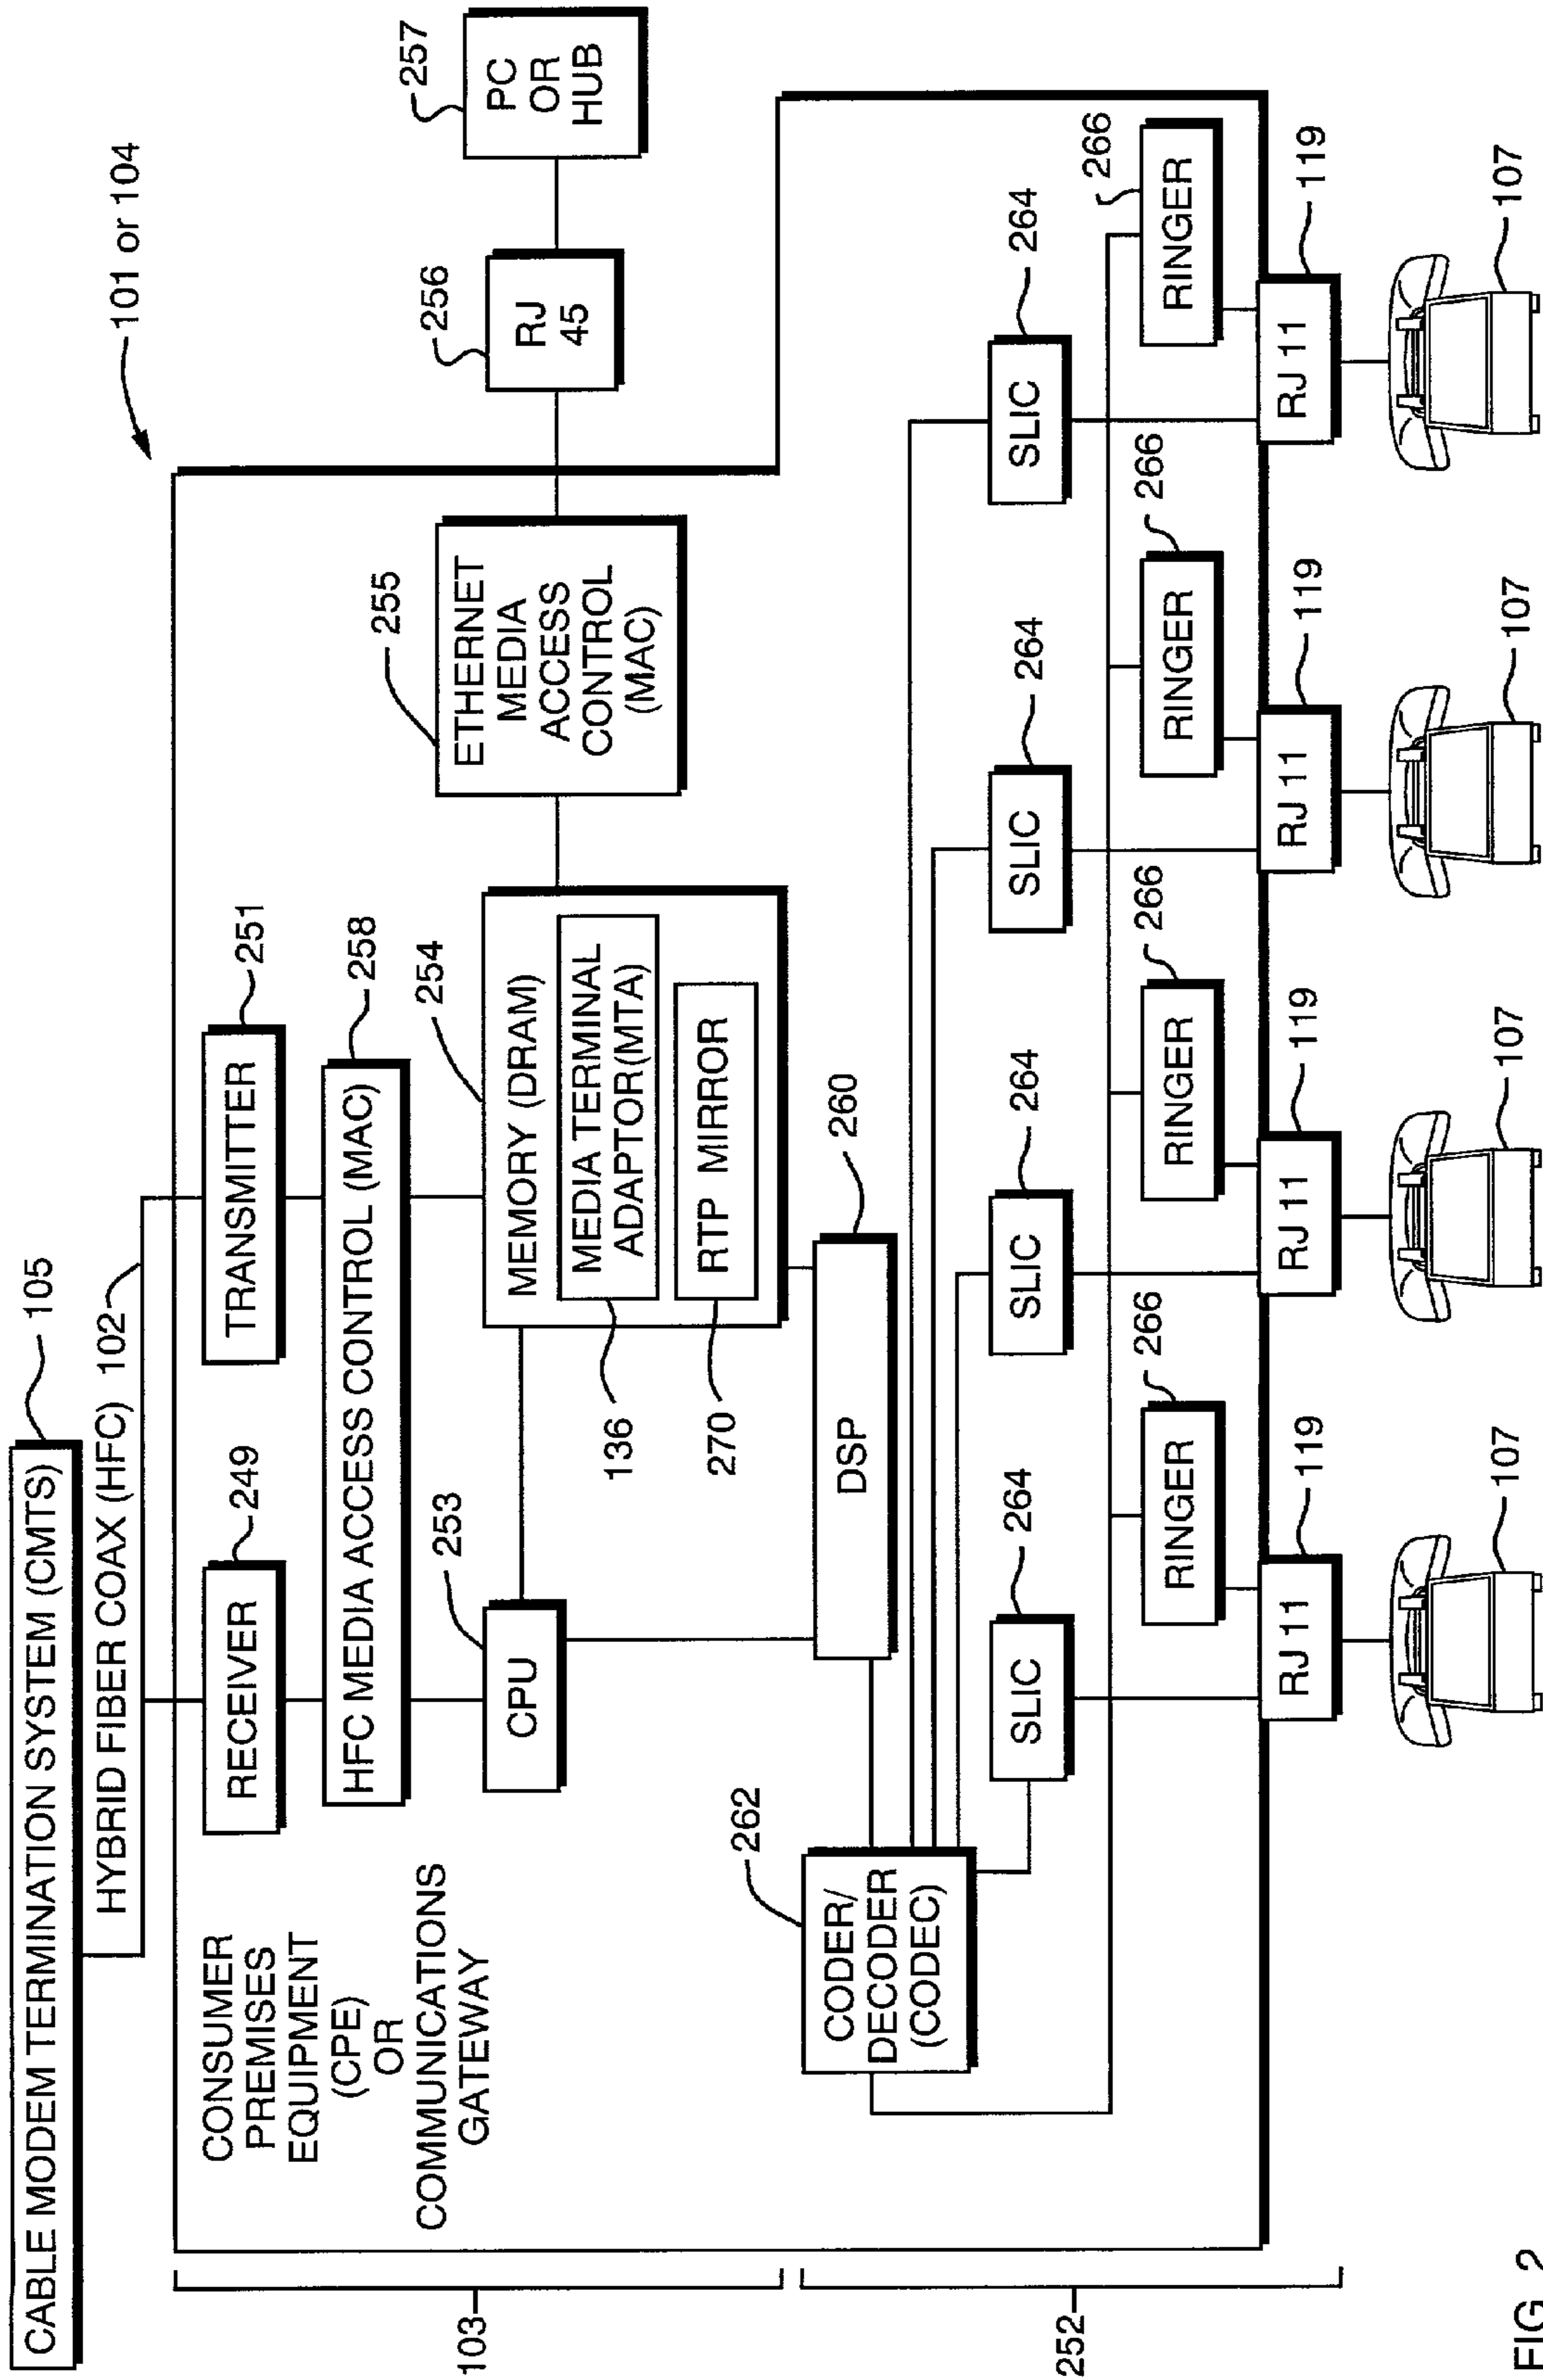 CABLE MODEM TERMINATION SYSTEM (CMTS)
105
HYBRID FIBER COAX (HFC)
102
101 or 104
CONSUMER
PREMISES
EQUIPMENT
(CPE)
OR
COMMUNICATIONS
GATEWAY
RECEIVER
249
TRANSMITTER
251
HFC MEDIA ACCESS CONTROL (MAC)
258
CPU
253
MEMORY (DRAM)
254
MEDIA TERMINAL
ADAPTOR(MTA)
136
RTP MIRROR
270
ETHERNET
MEDIA
ACCESS
CONTROL
(MAC)
255
RJ
45
256
PC
OR
HUB
257
103
DSP
260
CODER/
DECODER
(CODEC)
262
SLIC
264
SLIC
264
SLIC
264
SLIC
264
RINGER
266
RINGER
266
RINGER
266
RINGER
266
RJ 11
119
RJ 11
119
RJ 11
119
RJ 11
119
107
107
107
107
252
FIG. 2